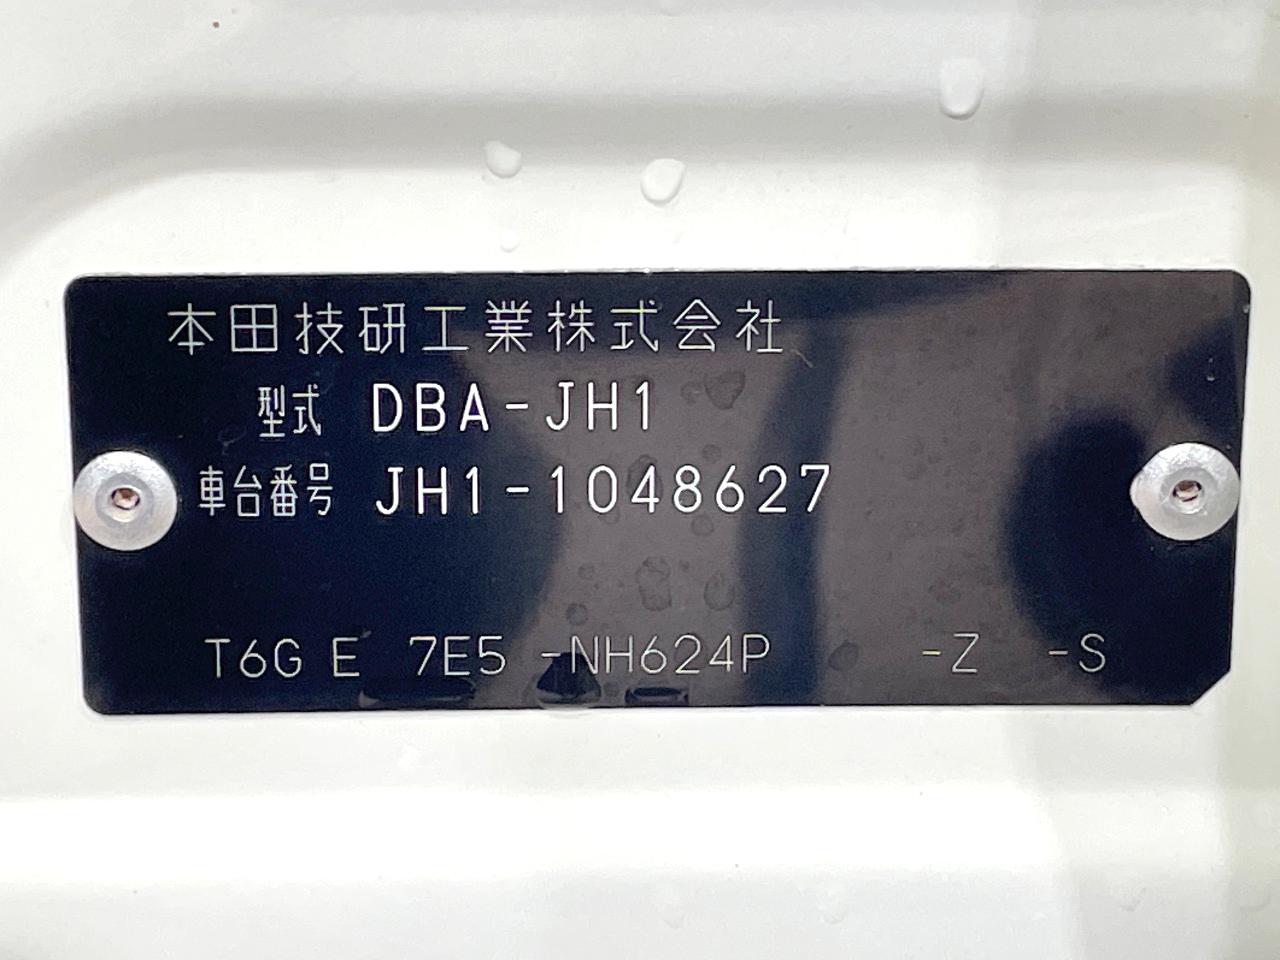 本田技研工業株式会社
型式 DBA-JH1
車台番号 JH1-1048627
T6G E 7E5 -NH624P -Z -S